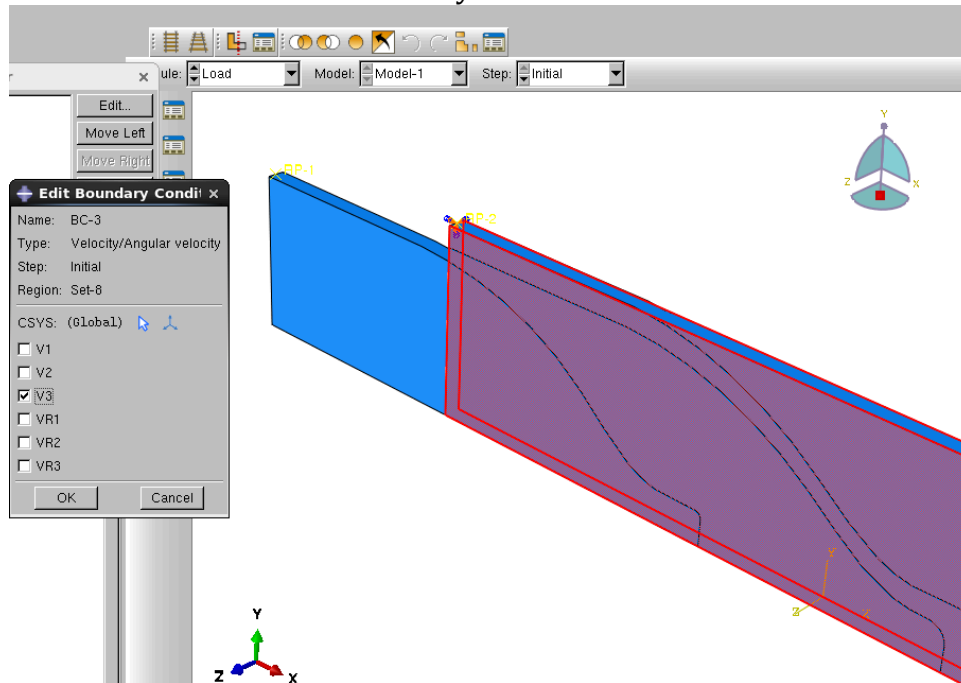 ule: Load Model: Model-1 Step: Initial
Edit...
Move Left
Move Right
Edit Boundary Condit
Name: BC-3
Type: Velocity/Angular velocity
Step: Initial
Region: Set-8
CSYS: (Global)
V1
V2
V3
VR1
VR2
VR3
OK Cancel
RP-1
RP-2
Y
Z X
Y
Z
Y
Z X